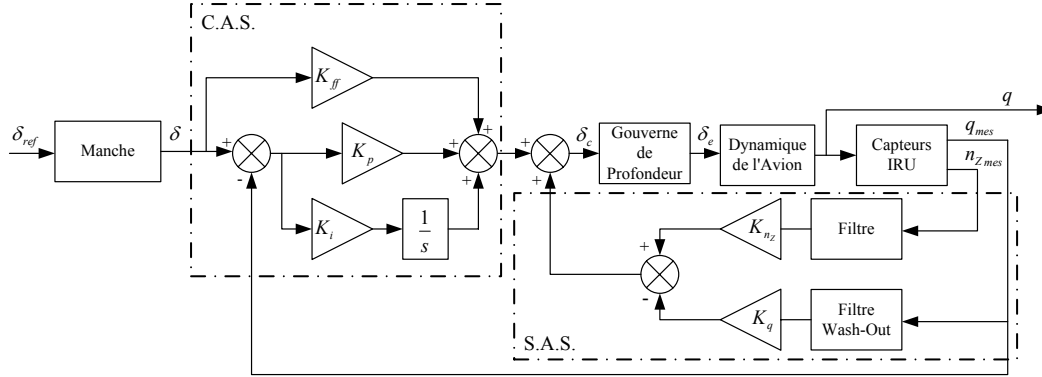 C.A.S.
K_ff
δ_ref
Manche
δ
+
-
K_p
+
+
+
K_i
1/s
+
+
δ_c
Gouverne
de
Profondeur
δ_e
Dynamique
de l'Avion
Capteurs
IRU
q
q_mes
n_Z mes
K_n_Z
Filtre
+
-
K_q
Filtre
Wash-Out
S.A.S.